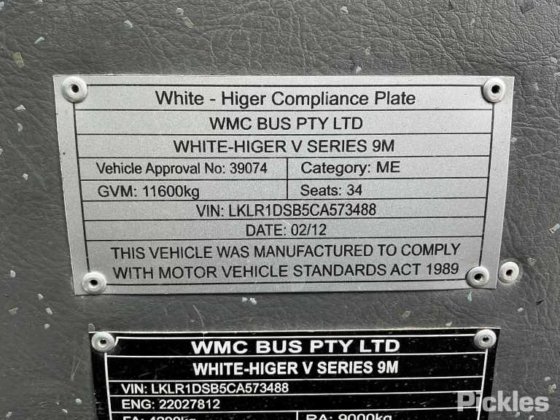 White - Higer Compliance Plate
WMC BUS PTY LTD
WHITE-HIGER V SERIES 9M
Vehicle Approval No: 39074 Category: ME
GVM: 11600kg Seats: 34
VIN: LKLR1DSB5CA573488
DATE: 02/12
THIS VEHICLE WAS MANUFACTURED TO COMPLY
WITH MOTOR VEHICLE STANDARDS ACT 1989
WMC BUS PTY LTD
WHITE-HIGER V SERIES 9M
VIN: LKLR1DSB5CA573488
ENG: 22027812
RA: 9000kg
Pickles